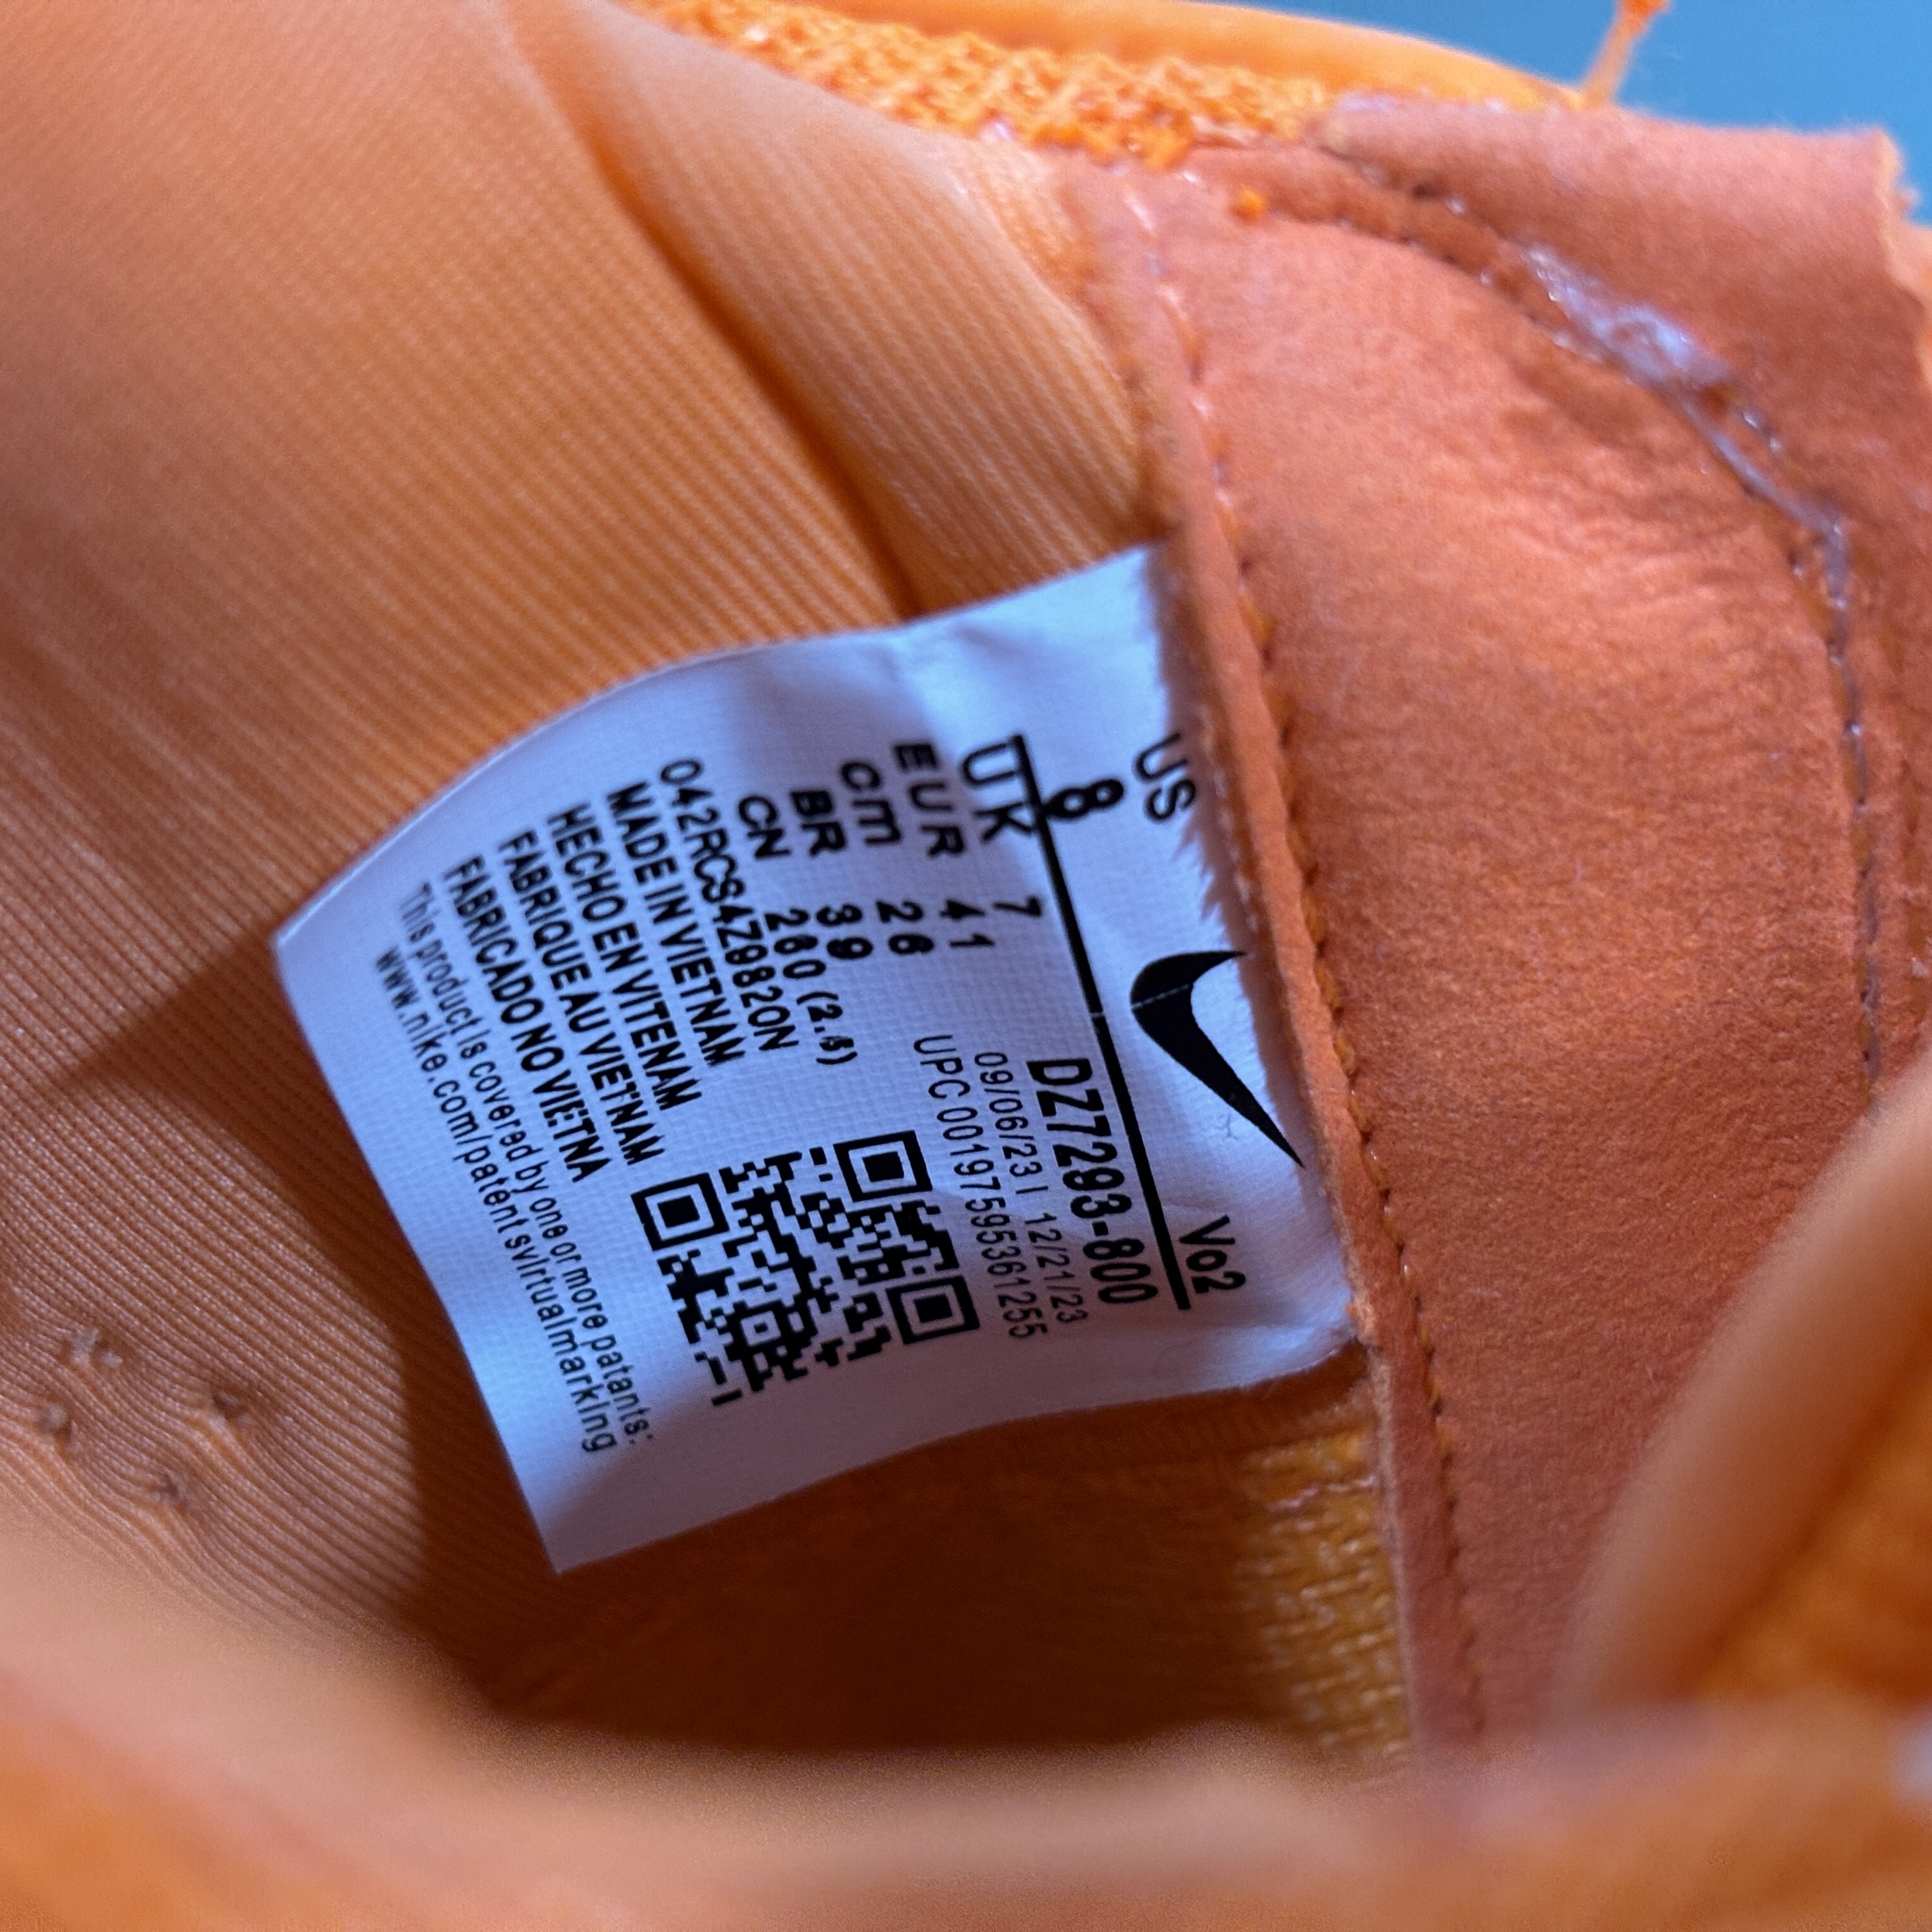 US
8 Vo2
UK 7 DZ7293-800
EUR 41 09/06/23 I 12/21/23
cm 26 UPC 00197595361255
BR 39
CN 260 (2.5)
042RCS4Z9820N
MADE IN VIETNAM
HECHO EN VITENAM
FABRIQUE AU VIETNAM
FABRICADO NO VIETNA
This product is covered by one or more patants:
www.nike.com/patentsvirtualmarking